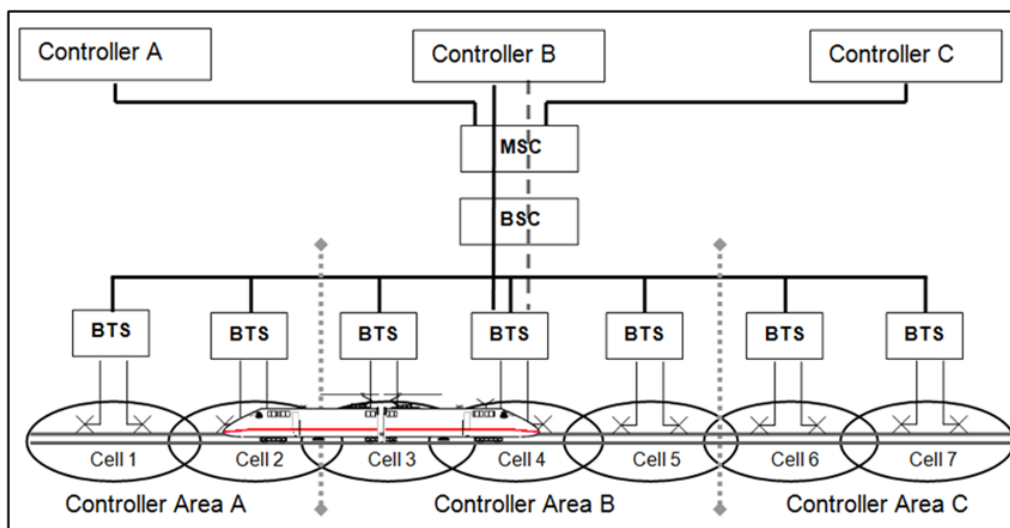 Controller A
Controller B
Controller C
MSC
BSC
BTS
BTS
BTS
BTS
BTS
BTS
BTS
Cell 1
Cell 2
Cell 3
Cell 4
Cell 5
Cell 6
Cell 7
Controller Area A
Controller Area B
Controller Area C